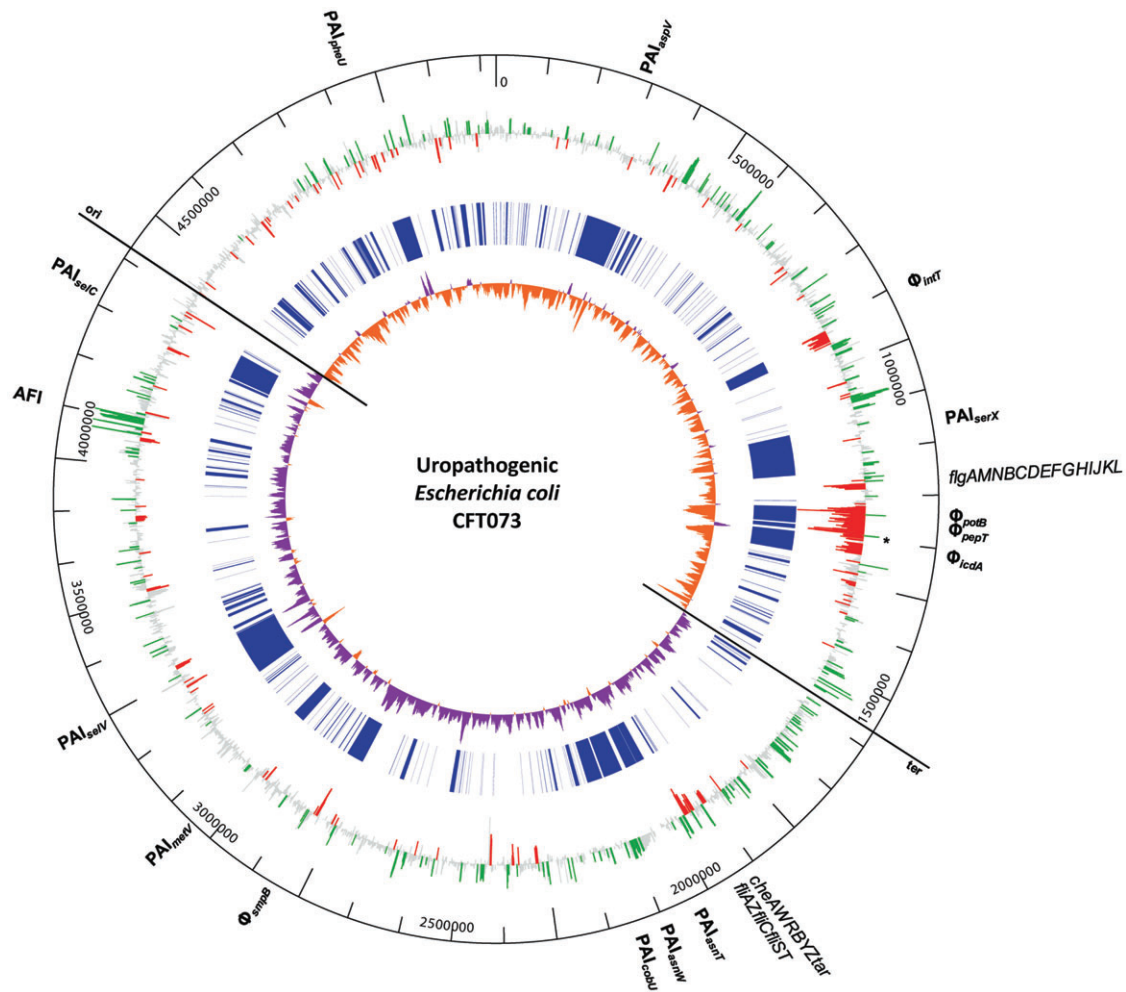 PAIpheU
PAIaspV
0
500000
4500000
ori
ΦintT
PAIselC
1000000
AFI
PAIserX
4000000
Uropathogenic
Escherichia coli
CFT073
flgAMNBCDEFGHIJKL
ΦpotB
ΦpepT
*
ΦicdA
3500000
1500000
PAIselV
ter
3000000
PAImetV
2000000
cheAWRBYZtar
fliAZfliCfliST
ΦsmpB
2500000
PAIasnT
PAIasnW
PAIcobU